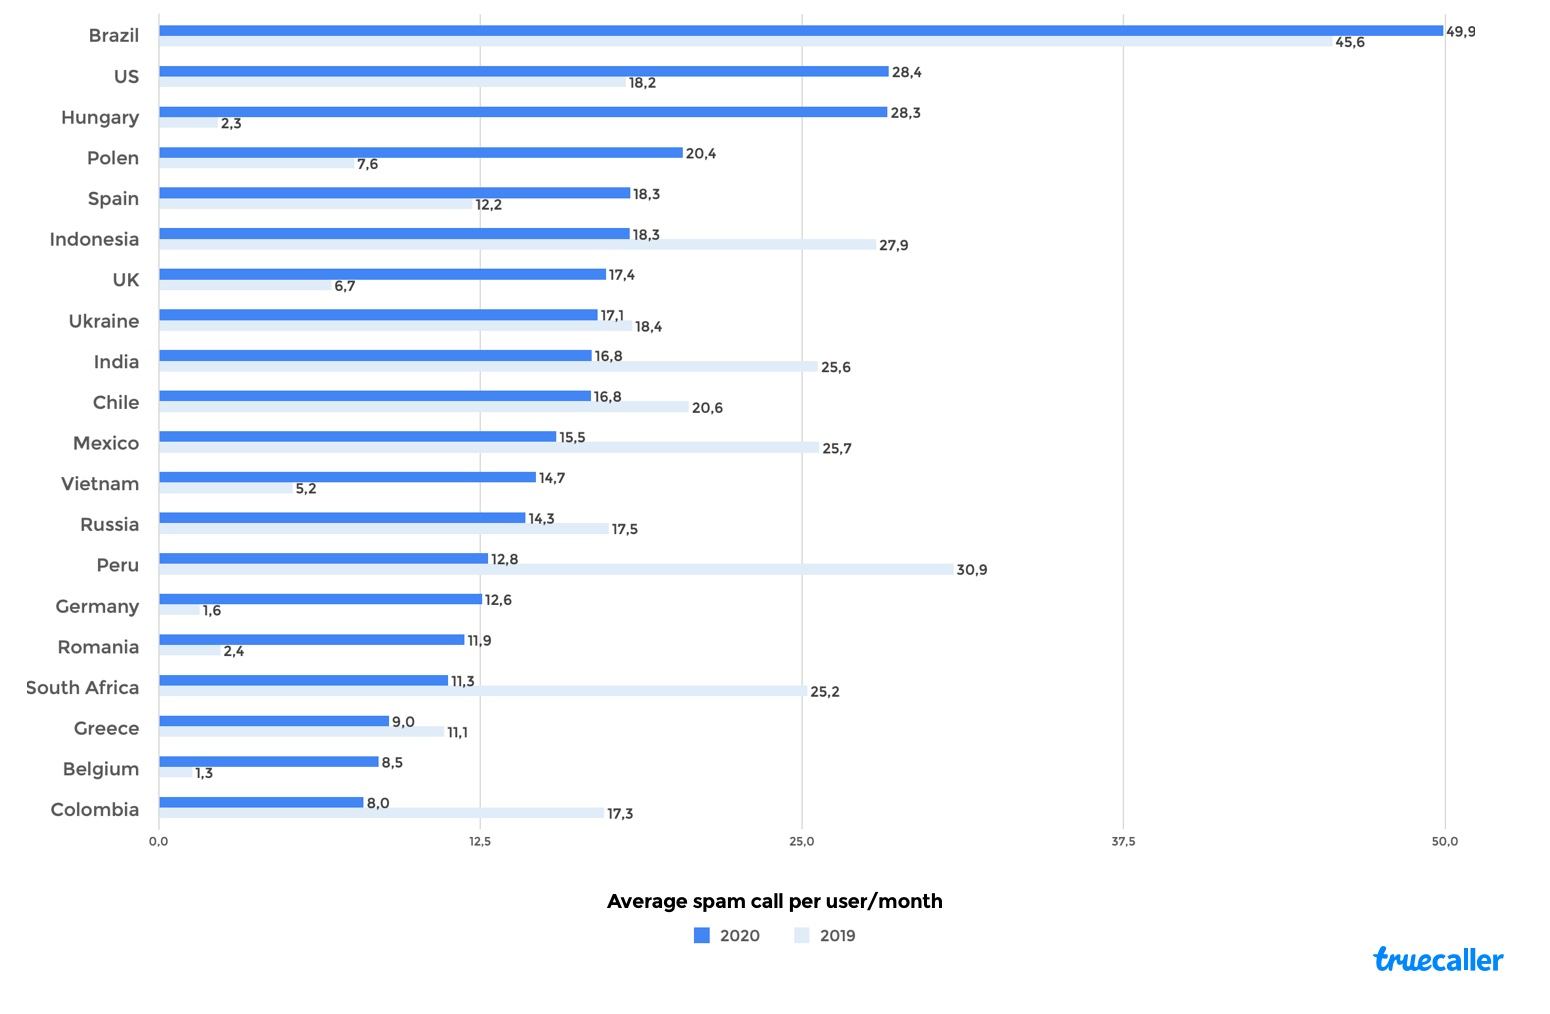 Brazil 49,9
45,6
US 28,4
18,2
Hungary 28,3
2,3
Polen 20,4
7,6
Spain 18,3
12,2
Indonesia 18,3
27,9
UK 17,4
6,7
Ukraine 17,1
18,4
India 16,8
25,6
Chile 16,8
20,6
Mexico 15,5
25,7
Vietnam 14,7
5,2
Russia 14,3
17,5
Peru 12,8
30,9
Germany 12,6
1,6
Romania 11,9
2,4
South Africa 11,3
25,2
Greece 9,0
11,1
Belgium 8,5
1,3
Colombia 8,0
17,3
0,0 12,5 25,0 37,5 50,0
Average spam call per user/month
2020 2019
truecaller